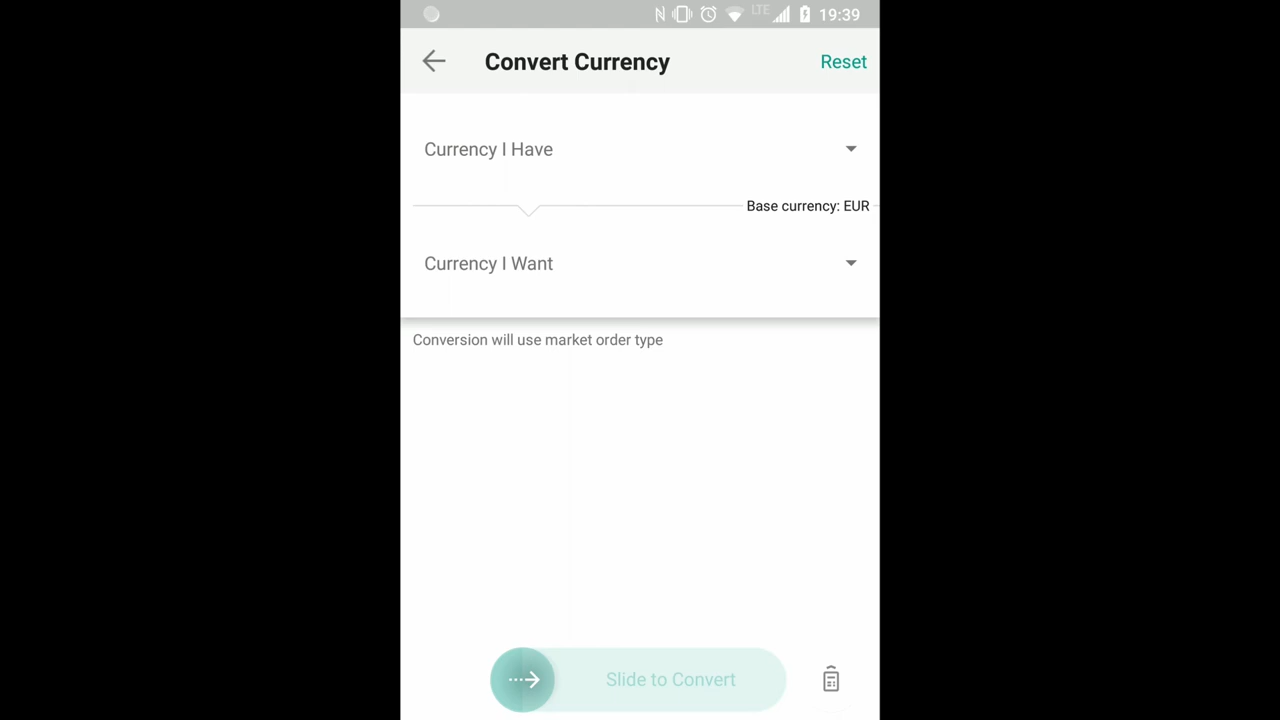 LTE 19:39
Convert Currency
Reset
Currency I Have
Base currency: EUR
Currency I Want
Conversion will use market order type
Slide to Convert